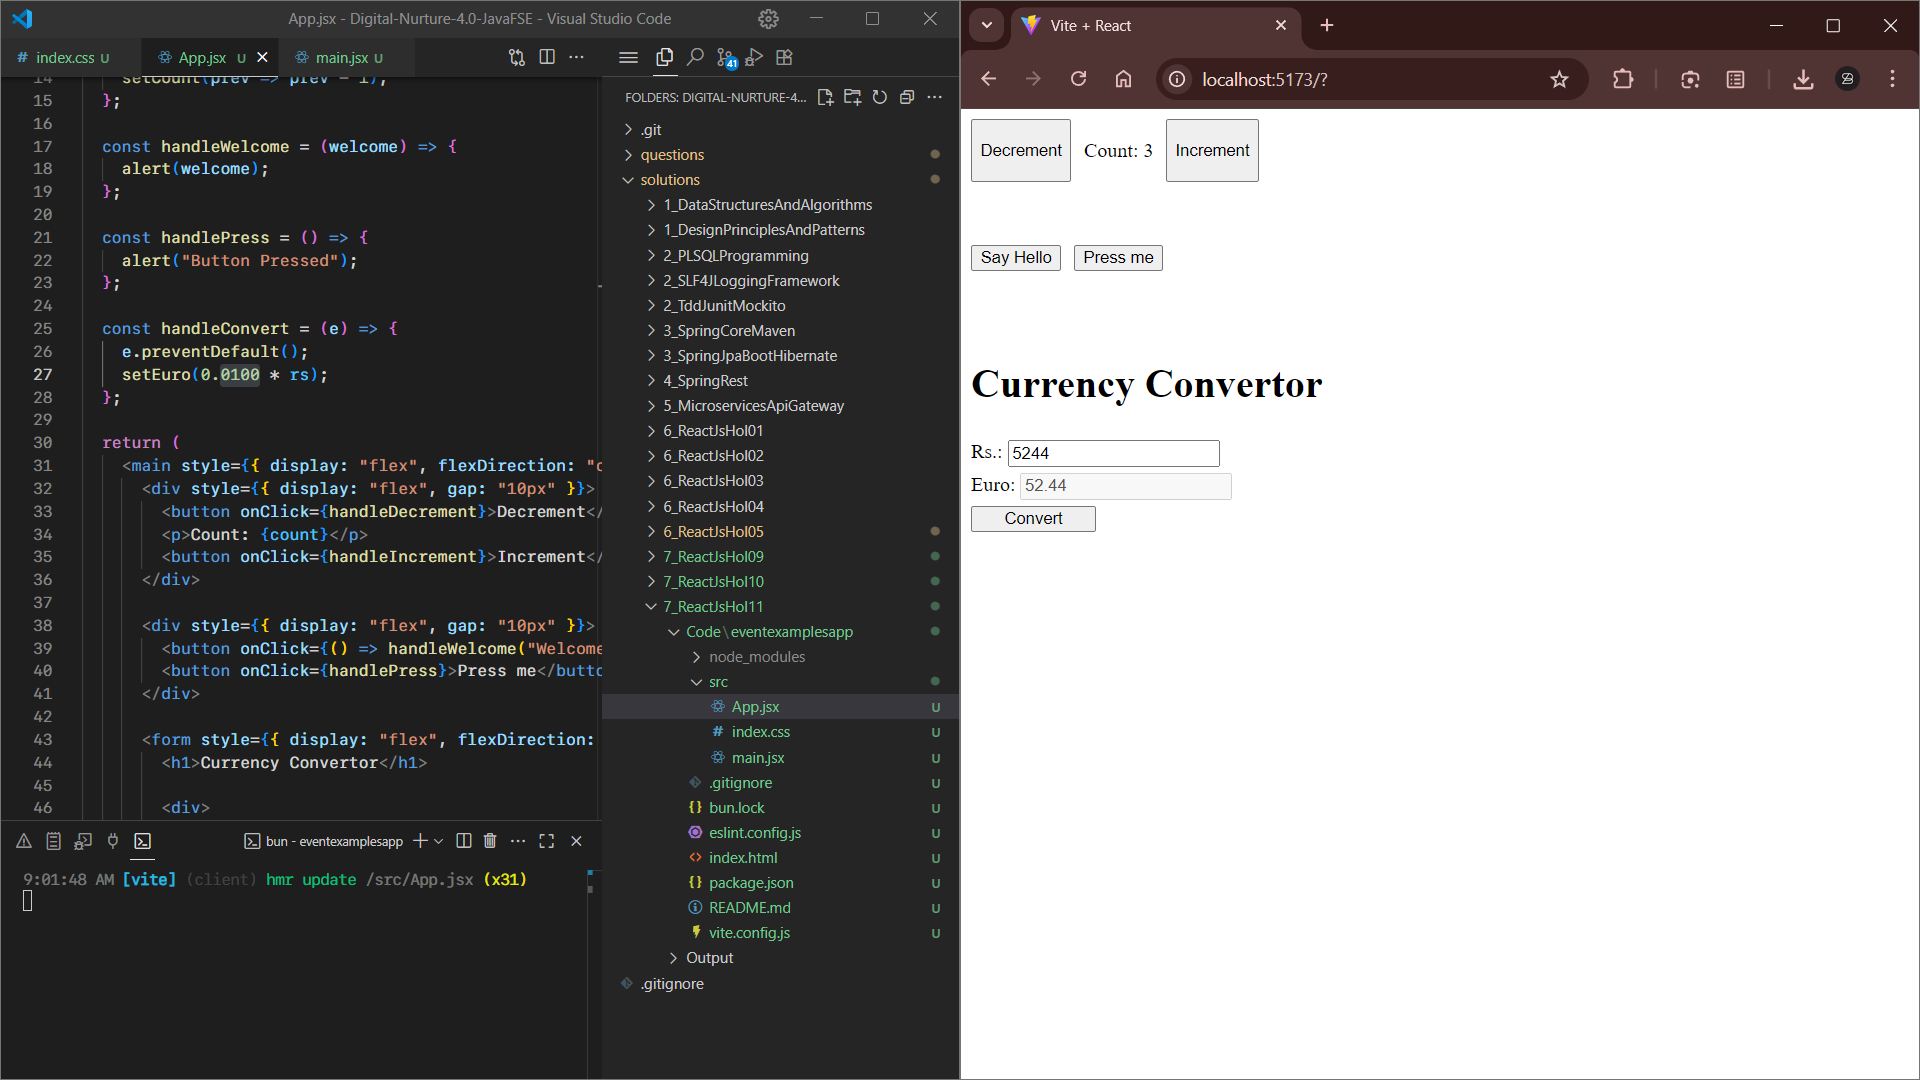 App.jsx - Digital-Nurture-4.0-JavaFSE - Visual Studio Code
# index.css U
App.jsx U
main.jsx U
14 setCount(prev => prev - 1);
15 };
16
17 const handleWelcome = (welcome) => {
18 alert(welcome);
19 };
20
21 const handlePress = () => {
22 alert("Button Pressed");
23 };
24
25 const handleConvert = (e) => {
26 e.preventDefault();
27 setEuro(0.0100 * rs);
28 };
29
30 return (
31 <main style={{ display: "flex", flexDirection: "c
32 <div style={{ display: "flex", gap: "10px" }}>
33 <button onClick={handleDecrement}>Decrement</
34 <p>Count: {count}</p>
35 <button onClick={handleIncrement}>Increment</
36 </div>
37
38 <div style={{ display: "flex", gap: "10px" }}>
39 <button onClick={() => handleWelcome("Welcome
40 <button onClick={handlePress}>Press me</butto
41 </div>
42
43 <form style={{ display: "flex", flexDirection:
44 <h1>Currency Convertor</h1>
45
46 <div>
bun - eventexamplesapp
9:01:48 AM [vite] (client) hmr update /src/App.jsx (x31)
41
FOLDERS: DIGITAL-NURTURE-4...
.git
questions
solutions
1_DataStructuresAndAlgorithms
1_DesignPrinciplesAndPatterns
2_PLSQLProgramming
2_SLF4JLoggingFramework
2_TddJunitMockito
3_SpringCoreMaven
3_SpringJpaBootHibernate
4_SpringRest
5_MicroservicesApiGateway
6_ReactJsHol01
6_ReactJsHol02
6_ReactJsHol03
6_ReactJsHol04
6_ReactJsHol05
7_ReactJsHol09
7_ReactJsHol10
7_ReactJsHol11
Code\eventexamplesapp
node_modules
src
App.jsx U
# index.css U
main.jsx U
.gitignore U
{} bun.lock U
eslint.config.js U
<> index.html U
{} package.json U
README.md U
vite.config.js U
Output
.gitignore
Vite + React
localhost:5173/?
Decrement Count: 3 Increment
Say Hello Press me
Currency Convertor
Rs.: 5244
Euro: 52.44
Convert